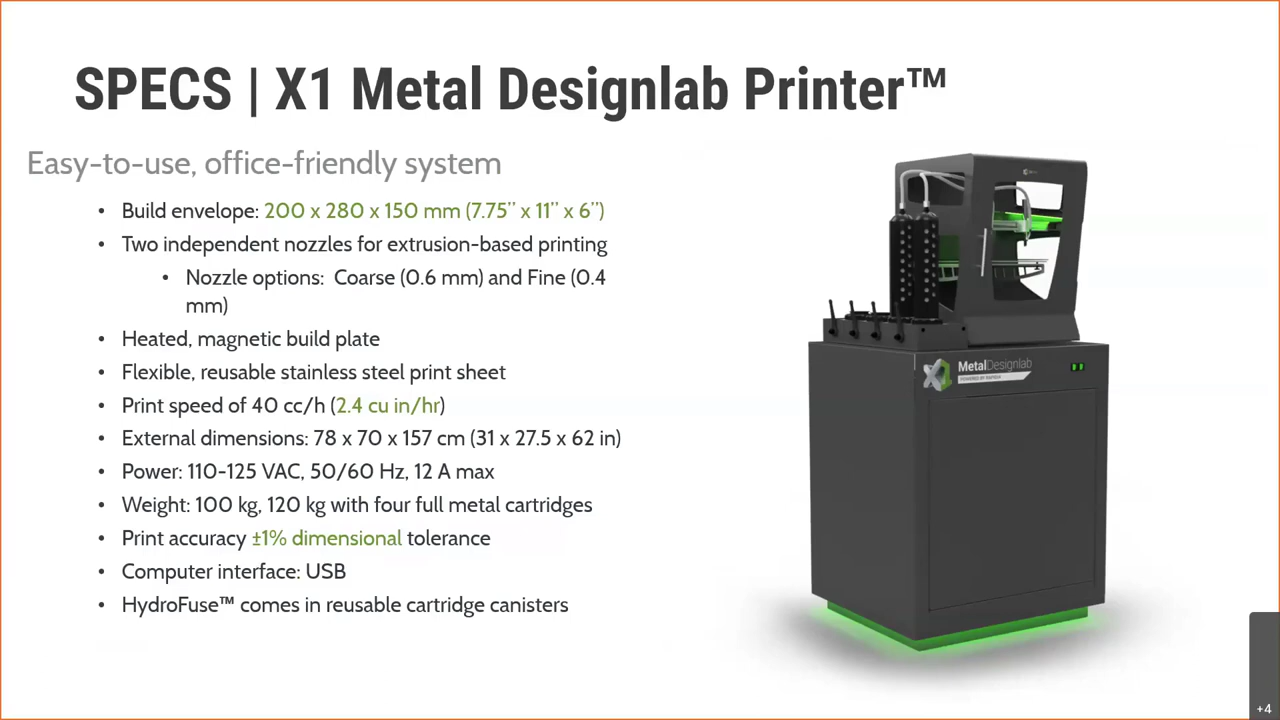 SPECS | X1 Metal Designlab Printer™
Easy-to-use, office-friendly system
• Build envelope: 200 x 280 x 150 mm (7.75” x 11” x 6”)
• Two independent nozzles for extrusion-based printing
• Nozzle options: Coarse (0.6 mm) and Fine (0.4
mm)
• Heated, magnetic build plate
• Flexible, reusable stainless steel print sheet
• Print speed of 40 cc/h (2.4 cu in/hr)
• External dimensions: 78 x 70 x 157 cm (31 x 27.5 x 62 in)
• Power: 110-125 VAC, 50/60 Hz, 12 A max
• Weight: 100 kg, 120 kg with four full metal cartridges
• Print accuracy ±1% dimensional tolerance
• Computer interface: USB
• HydroFuse™ comes in reusable cartridge canisters
X1 MetalDesignlab
+4